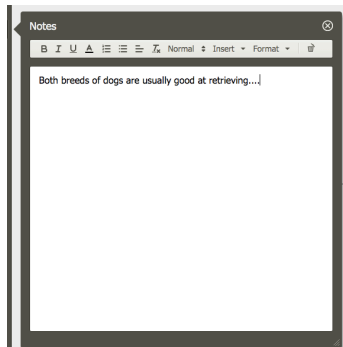 Notes
B I U A Tx Normal Insert Format
Both breeds of dogs are usually good at retrieving....